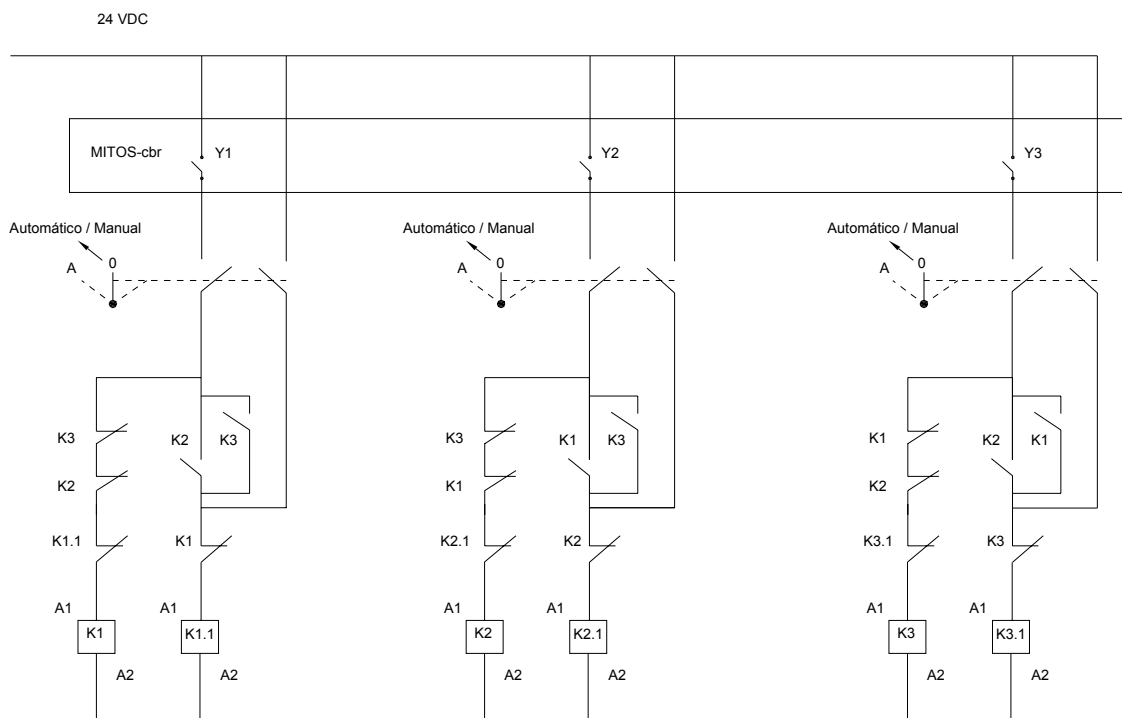 24 VDC
MITOS-cbr Y1 Y2 Y3
Automático / Manual Automático / Manual Automático / Manual
A 0 A 0 A 0
K3 K2 K3 K3 K1 K3 K1 K2 K1
K2 K1 K2
K1.1 K1 K2.1 K2 K3.1 K3
A1 A1 A1 A1 A1 A1
K1 K1.1 K2 K2.1 K3 K3.1
A2 A2 A2 A2 A2 A2